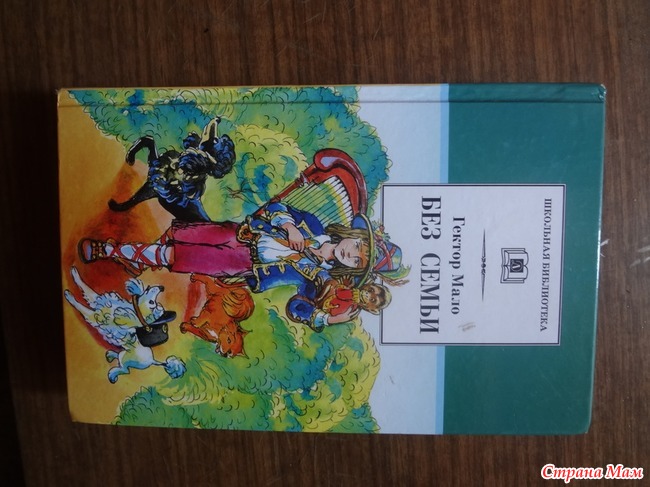 ШКОЛЬНАЯ БИБЛИОТЕКА
Гектор Мало
БЕЗ СЕМЬИ
Страна Мам